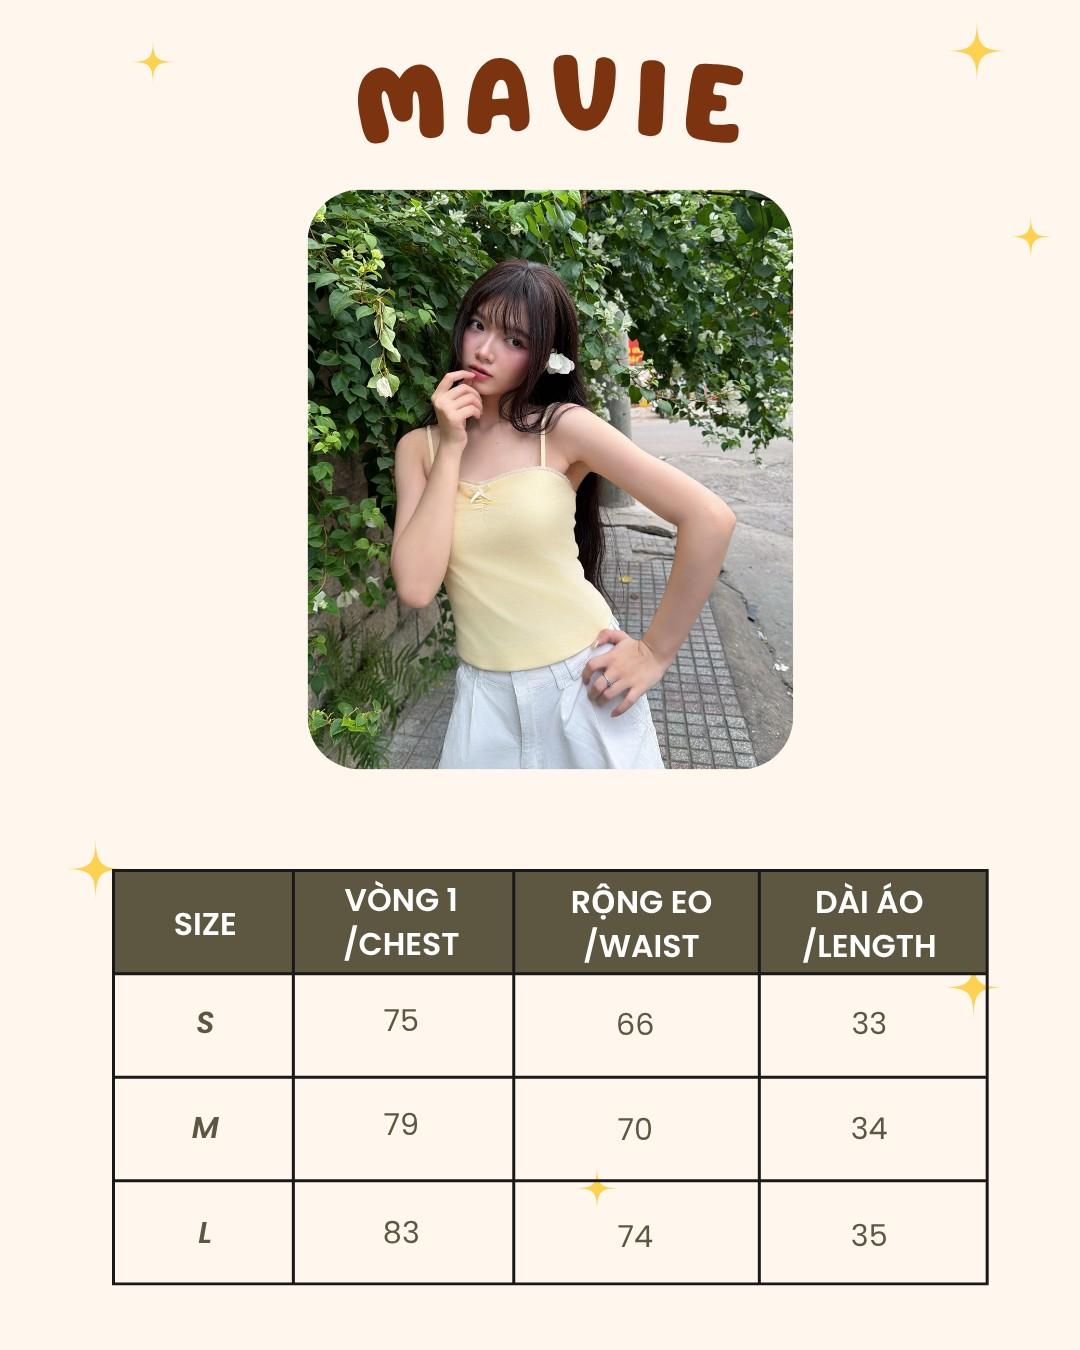 MAVIE
SIZE
VÒNG 1
/CHEST
RỘNG EO
/WAIST
DÀI ÁO
/LENGTH
S
75
66
33
M
79
70
34
L
83
74
35